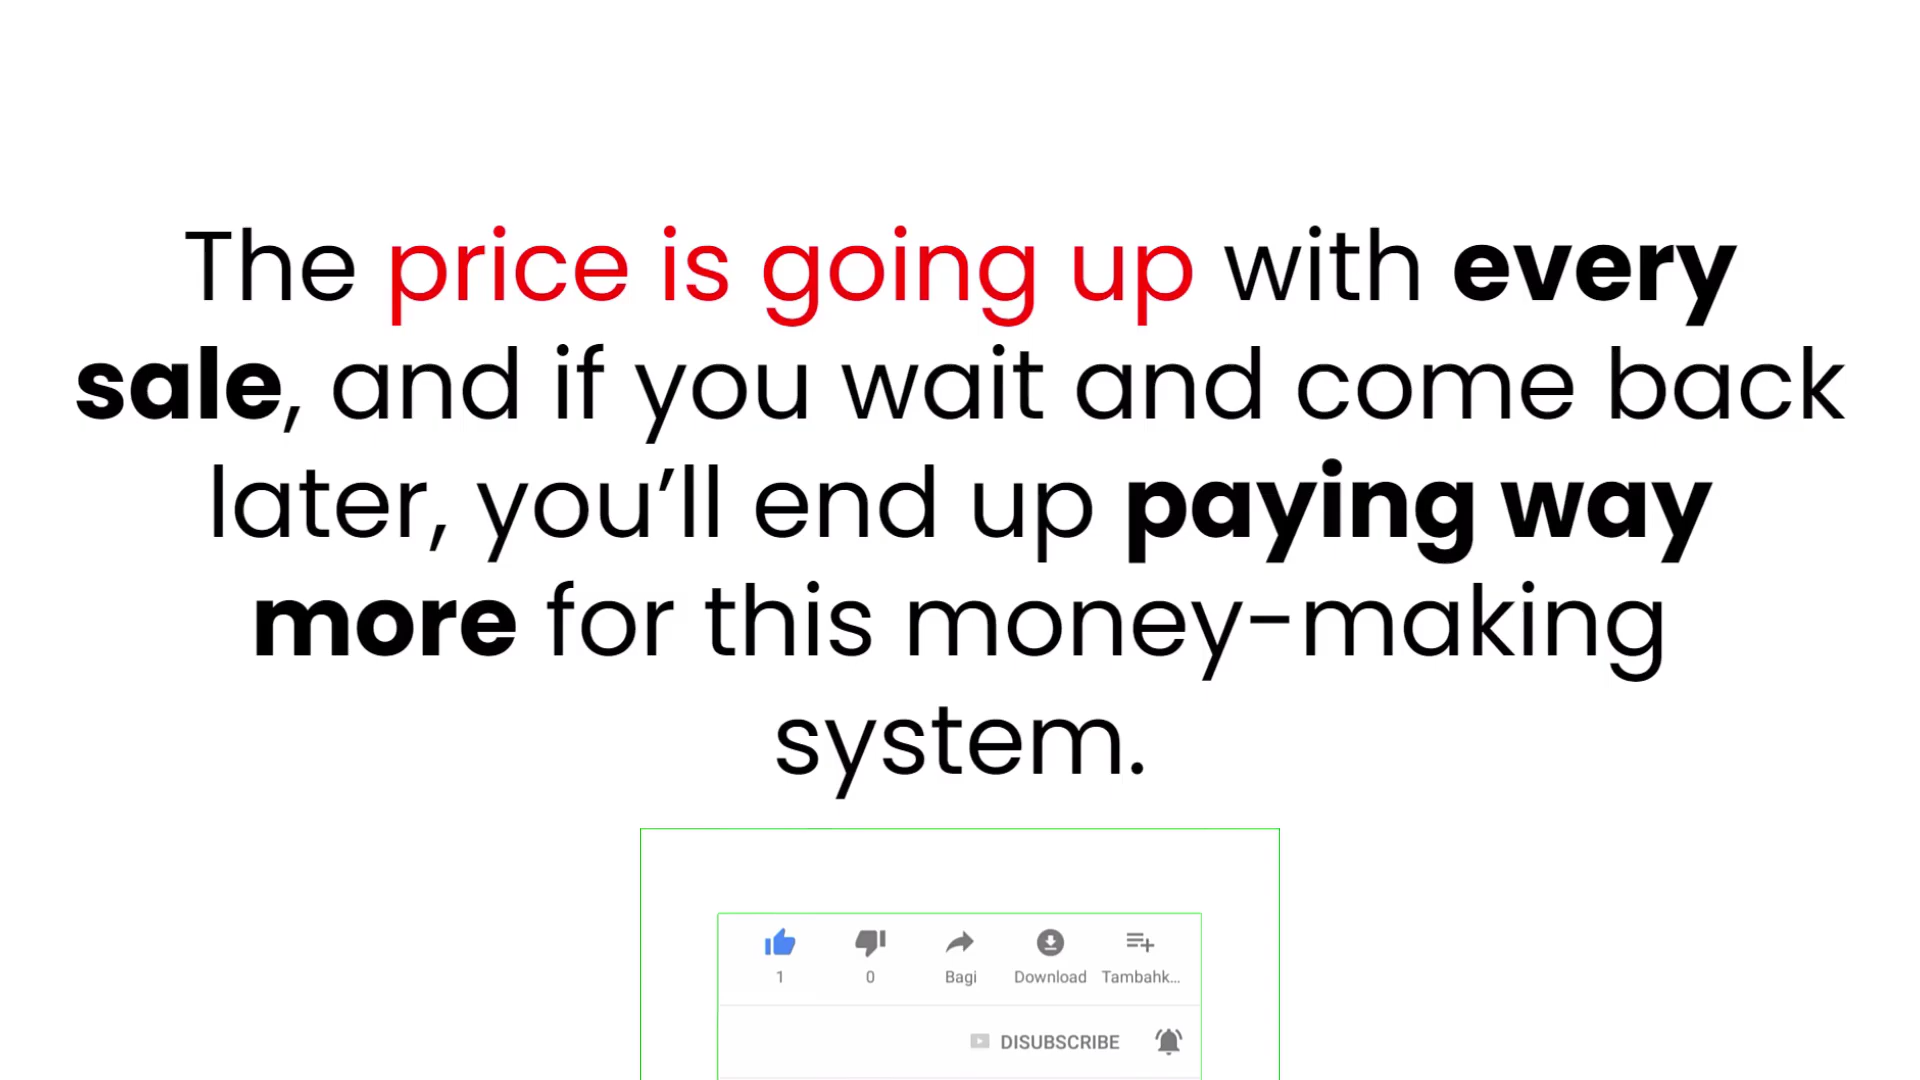 The price is going up with every
sale, and if you wait and come back
later, you’ll end up paying way
more for this money-making
system.
1 0 Bagi Download Tambahk...
DISUBSCRIBE